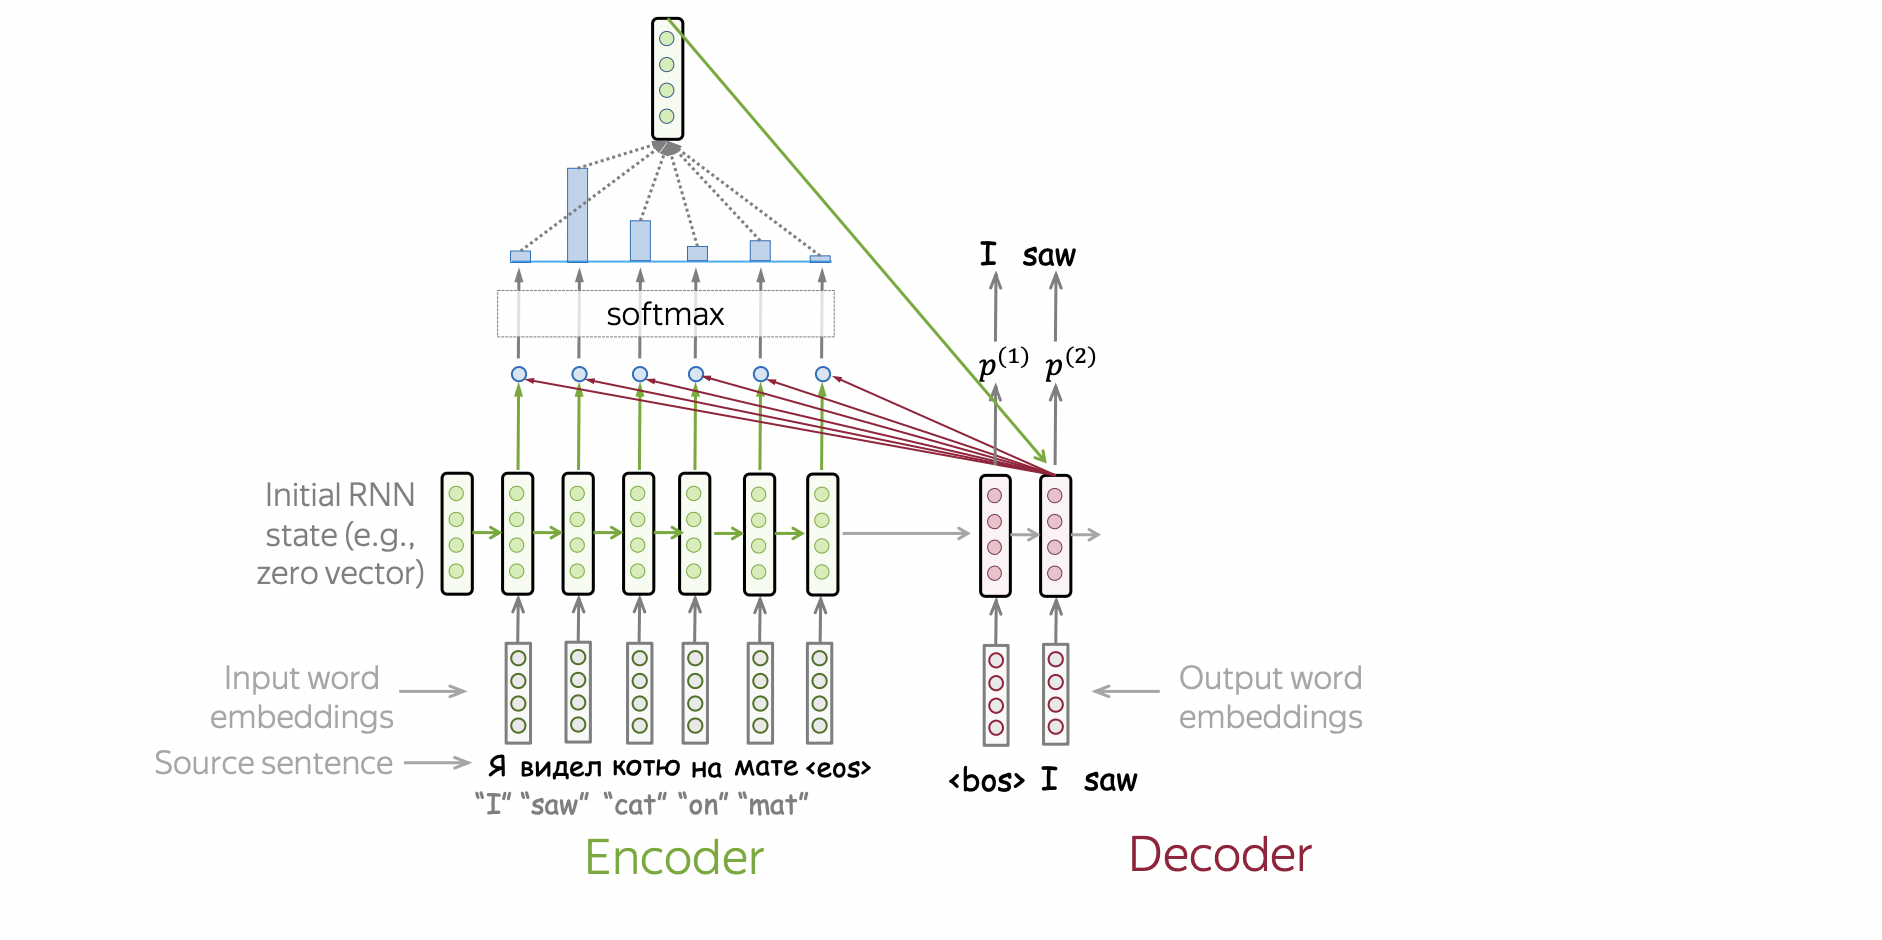 softmax
I saw
p(1) p(2)
Initial RNN
state (e.g.,
zero vector)
Input word
embeddings
Output word
embeddings
Source sentence
Я видел котю на мате <eos>
"I" "saw" "cat" "on" "mat"
<bos> I saw
Encoder
Decoder